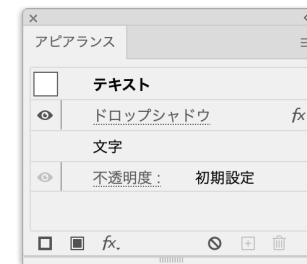 アピアランス
テキスト
ドロップシャドウ fx
文字
不透明度： 初期設定
fx.